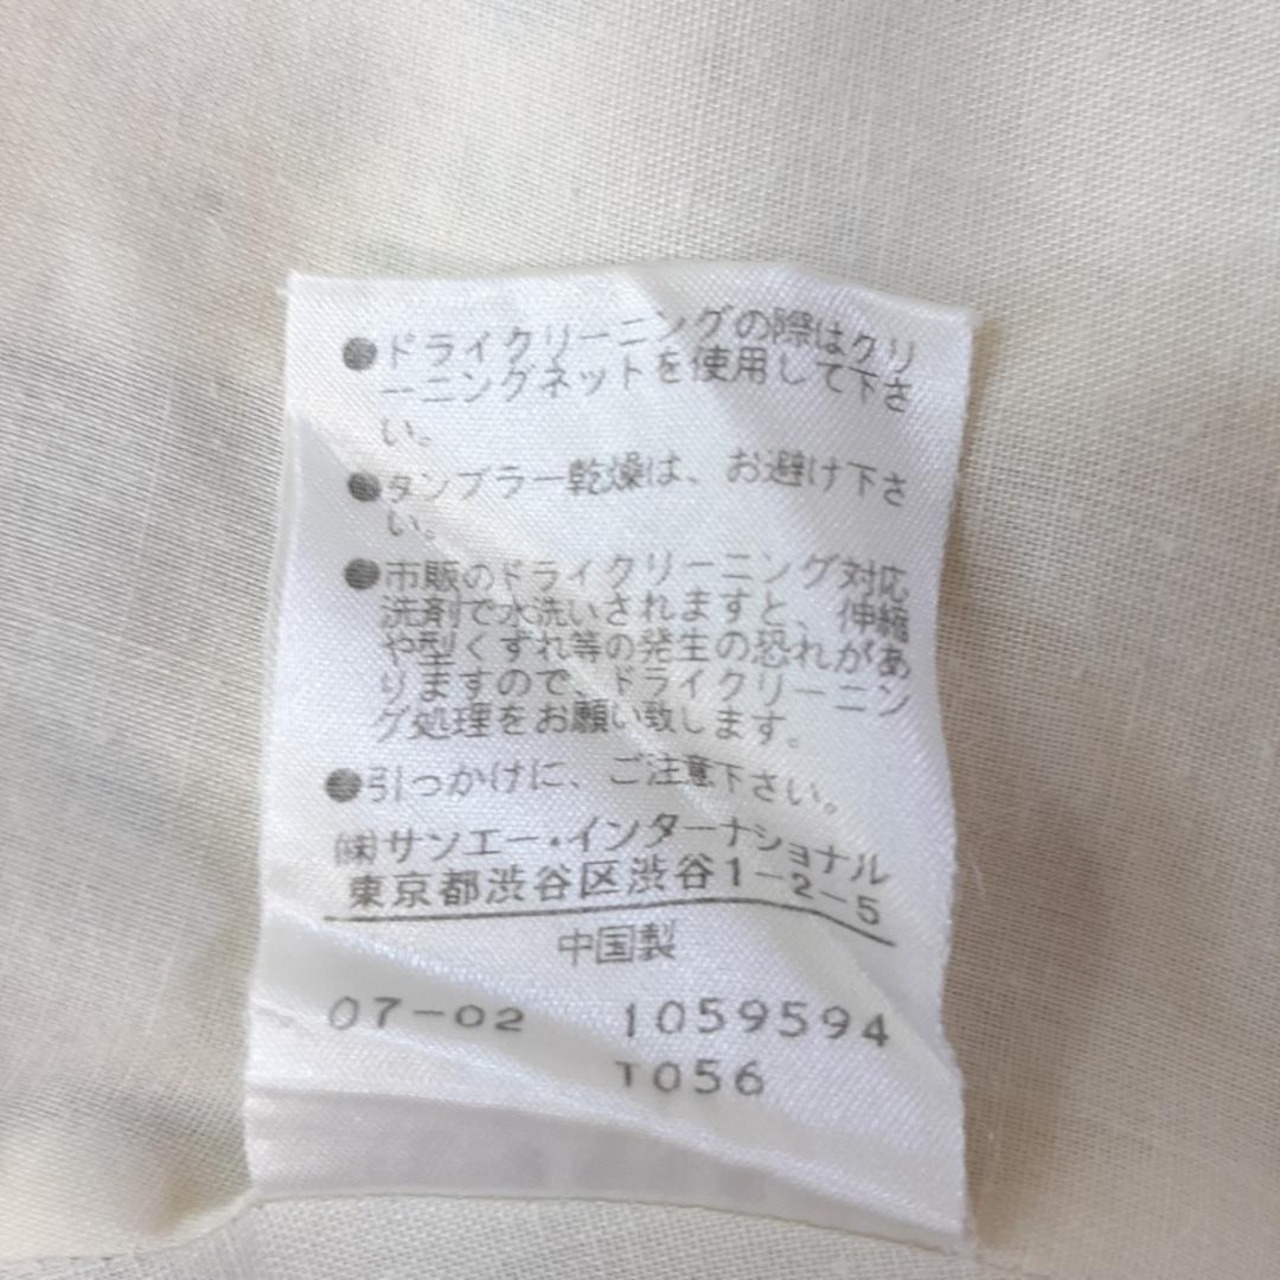 ●ドライクリーニングの際はクリ
ーニングネットを使用して下さ
い。
●タンブラー乾燥は、お避け下さ
い。
●市販のドライクリーニング対応
洗剤で水洗いされますと、伸縮
や型くずれ等の発生の恐れがあ
りますので、ドライクリーニン
グ処理をお願い致します。
●引っかけに、ご注意下さい。
㈱サンエー・インターナショナル
東京都渋谷区渋谷1-2-5
中国製
07-02 1059594
T056